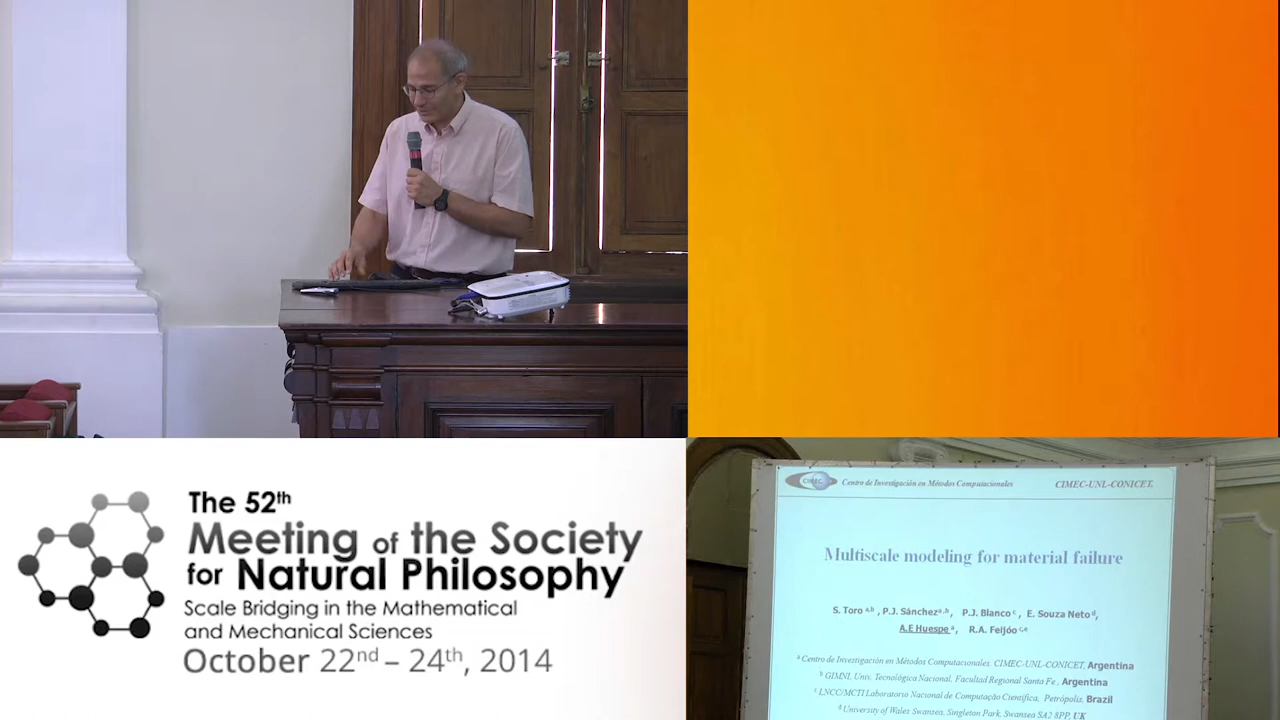 The 52th
Meeting of the Society
for Natural Philosophy
Scale Bridging in the Mathematical
and Mechanical Sciences
October 22nd – 24th, 2014
CIMEC
Centro de Investigación en Métodos Computacionales
CIMEC-UNL-CONICET.
Multiscale modeling for material failure
S. Toro a,b , P.J. Sánchez a,b, P.J. Blanco c , E. Souza Neto d,
A.E Huespe a, R.A. Feijóo c,e
a Centro de Investigación en Métodos Computacionales. CIMEC-UNL-CONICET, Argentina
b GIMNI, Univ. Tecnológica Nacional, Facultad Regional Santa Fe , Argentina
c LNCC/MCTI Laboratorio Nacional de Computação Científica, Petrópolis, Brazil
d University of Wales Swansea, Singleton Park, Swansea SA2 8PP, UK